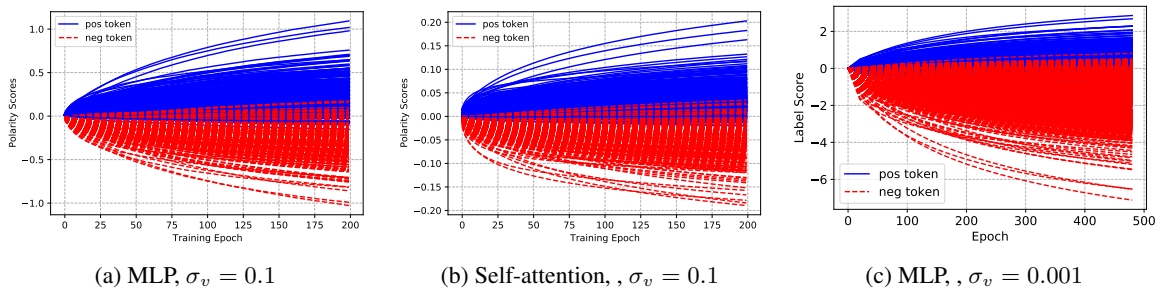 1.0
0.5
0.0
−0.5
−1.0
Polarity Scores
pos token
neg token
0 25 50 75 100 125 150 175 200
Training Epoch
(a) MLP, σv = 0.1
0.20
0.15
0.10
0.05
0.00
−0.05
−0.10
−0.15
−0.20
Polarity Scores
pos token
neg token
0 25 50 75 100 125 150 175 200
Training Epoch
(b) Self-attention, , σv = 0.1
2
0
−2
−4
−6
Label Score
pos token
neg token
0 100 200 300 400 500
Epoch
(c) MLP, , σv = 0.001